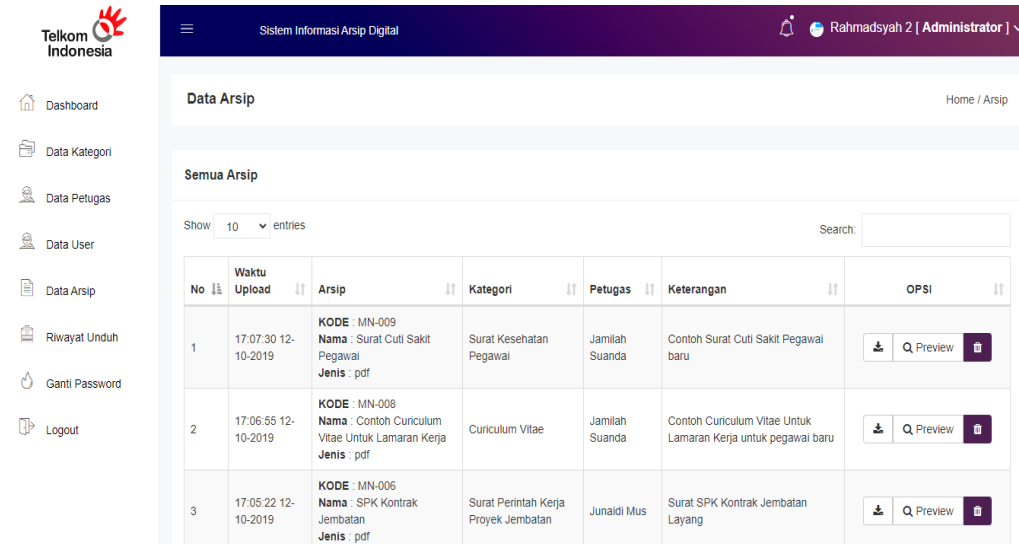 Telkom
Indonesia
Sistem Informasi Arsip Digital
Rahmadsyah 2 [ Administrator ]
Dashboard
Data Kategori
Data Petugas
Data User
Data Arsip
Riwayat Unduh
Ganti Password
Logout
Data Arsip
Home / Arsip
Semua Arsip
Show 10 entries
Search:
No Waktu Upload Arsip Kategori Petugas Keterangan OPSI
1
17:07:30 12-
10-2019
KODE : MN-009
Nama : Surat Cuti Sakit
Pegawai
Jenis : pdf
Surat Kesehatan
Pegawai
Jamilah
Suanda
Contoh Surat Cuti Sakit Pegawai
baru
Preview
2
17:06:55 12-
10-2019
KODE : MN-008
Nama : Contoh Curiculum
Vitae Untuk Lamaran Kerja
Jenis : pdf
Curiculum Vitae
Jamilah
Suanda
Contoh Curiculum Vitae Untuk
Lamaran Kerja untuk pegawai baru
Preview
3
17:05:22 12-
10-2019
KODE : MN-006
Nama : SPK Kontrak
Jembatan
Jenis : pdf
Surat Perintah Kerja
Proyek Jembatan
Junaidi Mus
Surat SPK Kontrak Jembatan
Layang
Preview